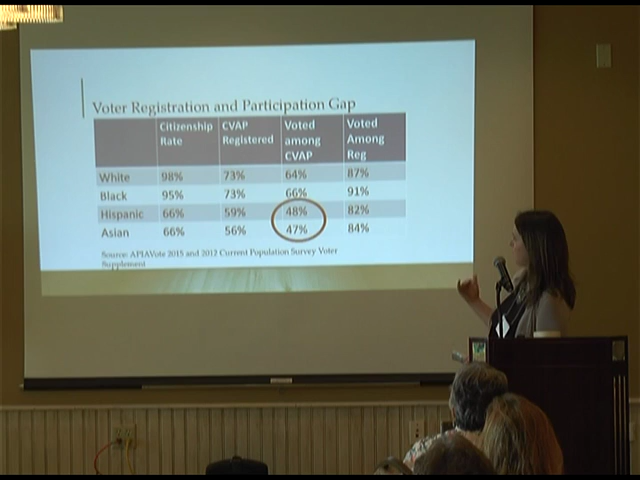 Voter Registration and Participation Gap
Citizenship Rate CVAP Registered Voted among CVAP Voted Among Reg
White 98% 73% 64% 87%
Black 95% 73% 66% 91%
Hispanic 66% 59% 48% 82%
Asian 66% 56% 47% 84%
Source: APIAVote 2015 and 2012 Current Population Survey Voter
Supplement